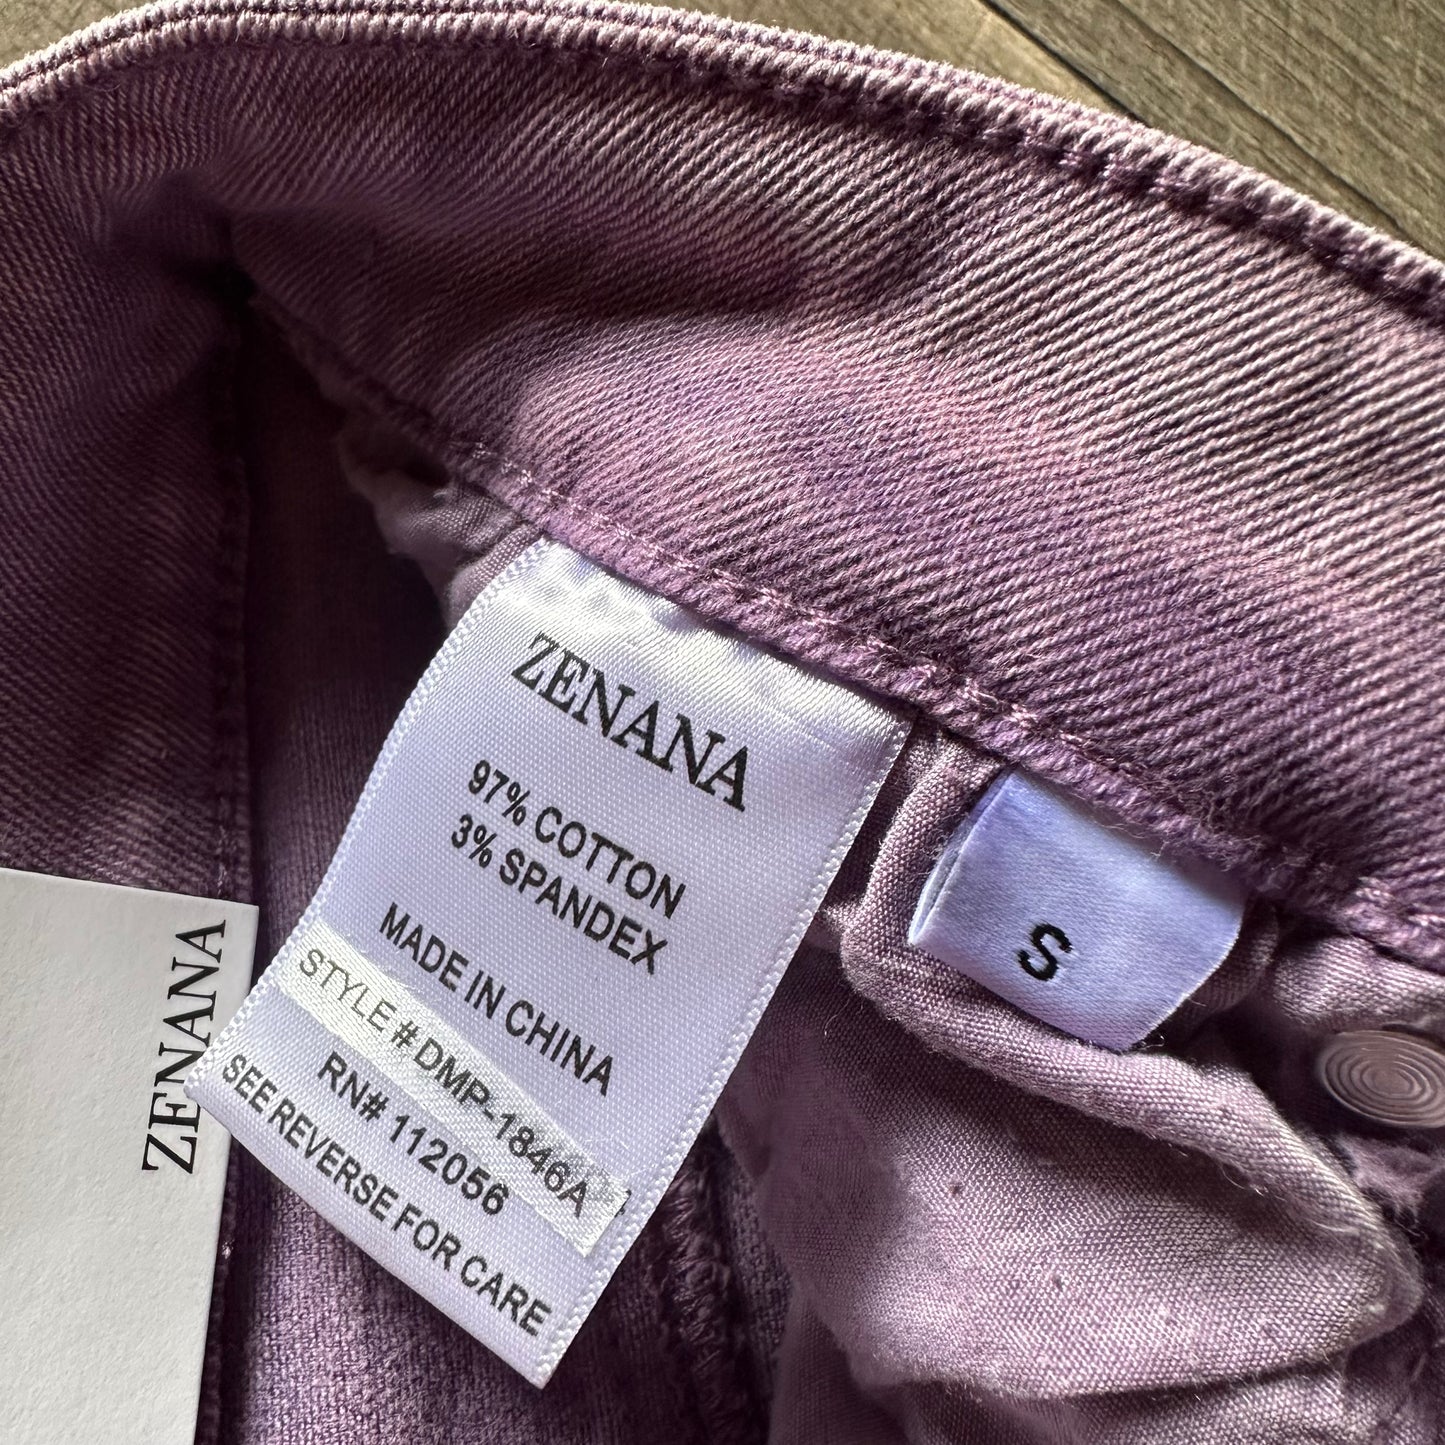 ZENANA
97% COTTON
3% SPANDEX
MADE IN CHINA
STYLE # DMP-1846A
RN# 112056
SEE REVERSE FOR CARE
S
ZENANA